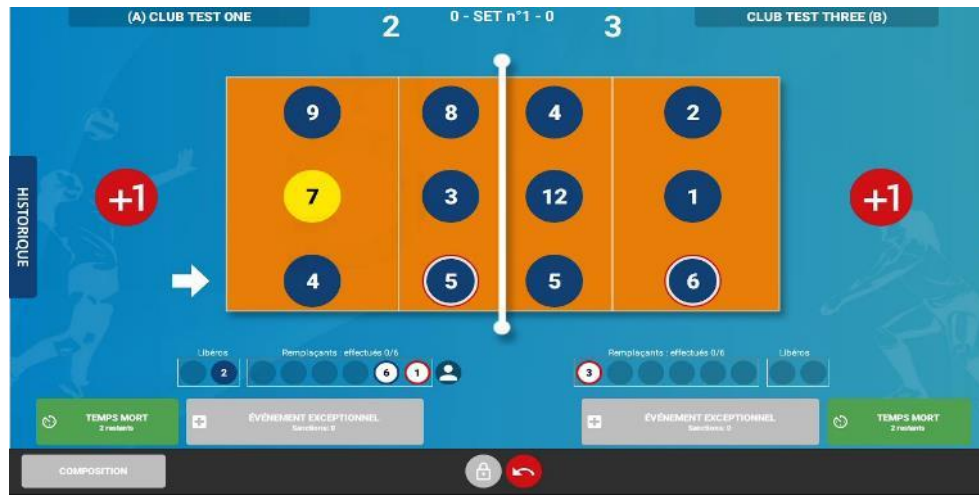 (A) CLUB TEST ONE
2
0 - SET n°1 - 0
3
CLUB TEST THREE (B)
9
8
4
2
HISTORIQUE
+1
7
3
12
1
+1
4
5
5
6
Libéros
Remplaçants : effectués 0/6
Remplaçants : effectués 0/6
Libéros
2
6
1
3
TEMPS MORT
2 restants
ÉVÉNEMENT EXCEPTIONNEL
Sanctions: 0
ÉVÉNEMENT EXCEPTIONNEL
Sanctions: 0
TEMPS MORT
2 restants
COMPOSITION